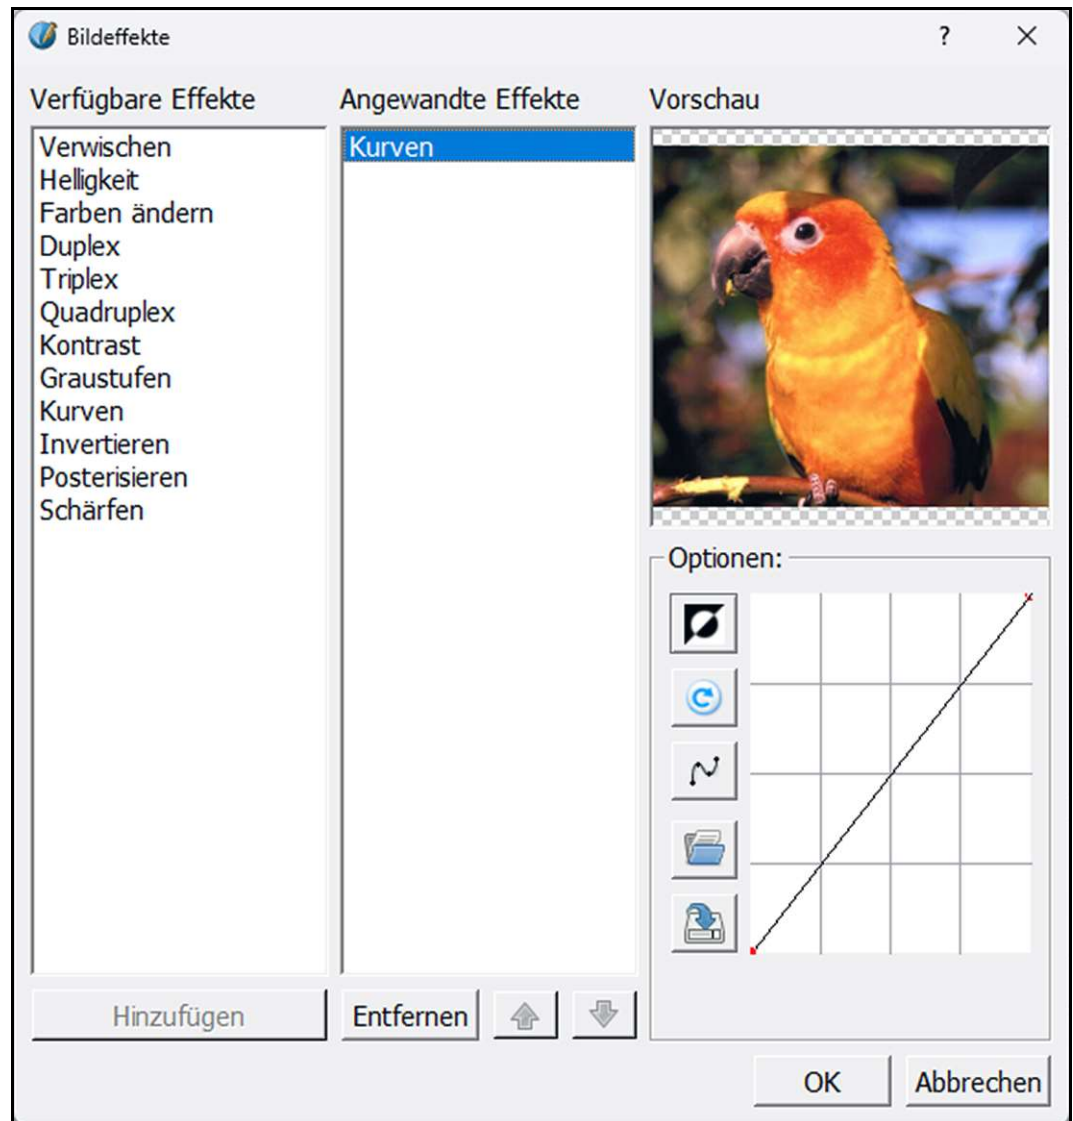 Bildeffekte
?
Verfügbare Effekte
Angewandte Effekte
Vorschau
Verwischen
Helligkeit
Farben ändern
Duplex
Triplex
Quadruplex
Kontrast
Graustufen
Kurven
Invertieren
Posterisieren
Schärfen
Kurven
Optionen:
Hinzufügen
Entfernen
OK
Abbrechen